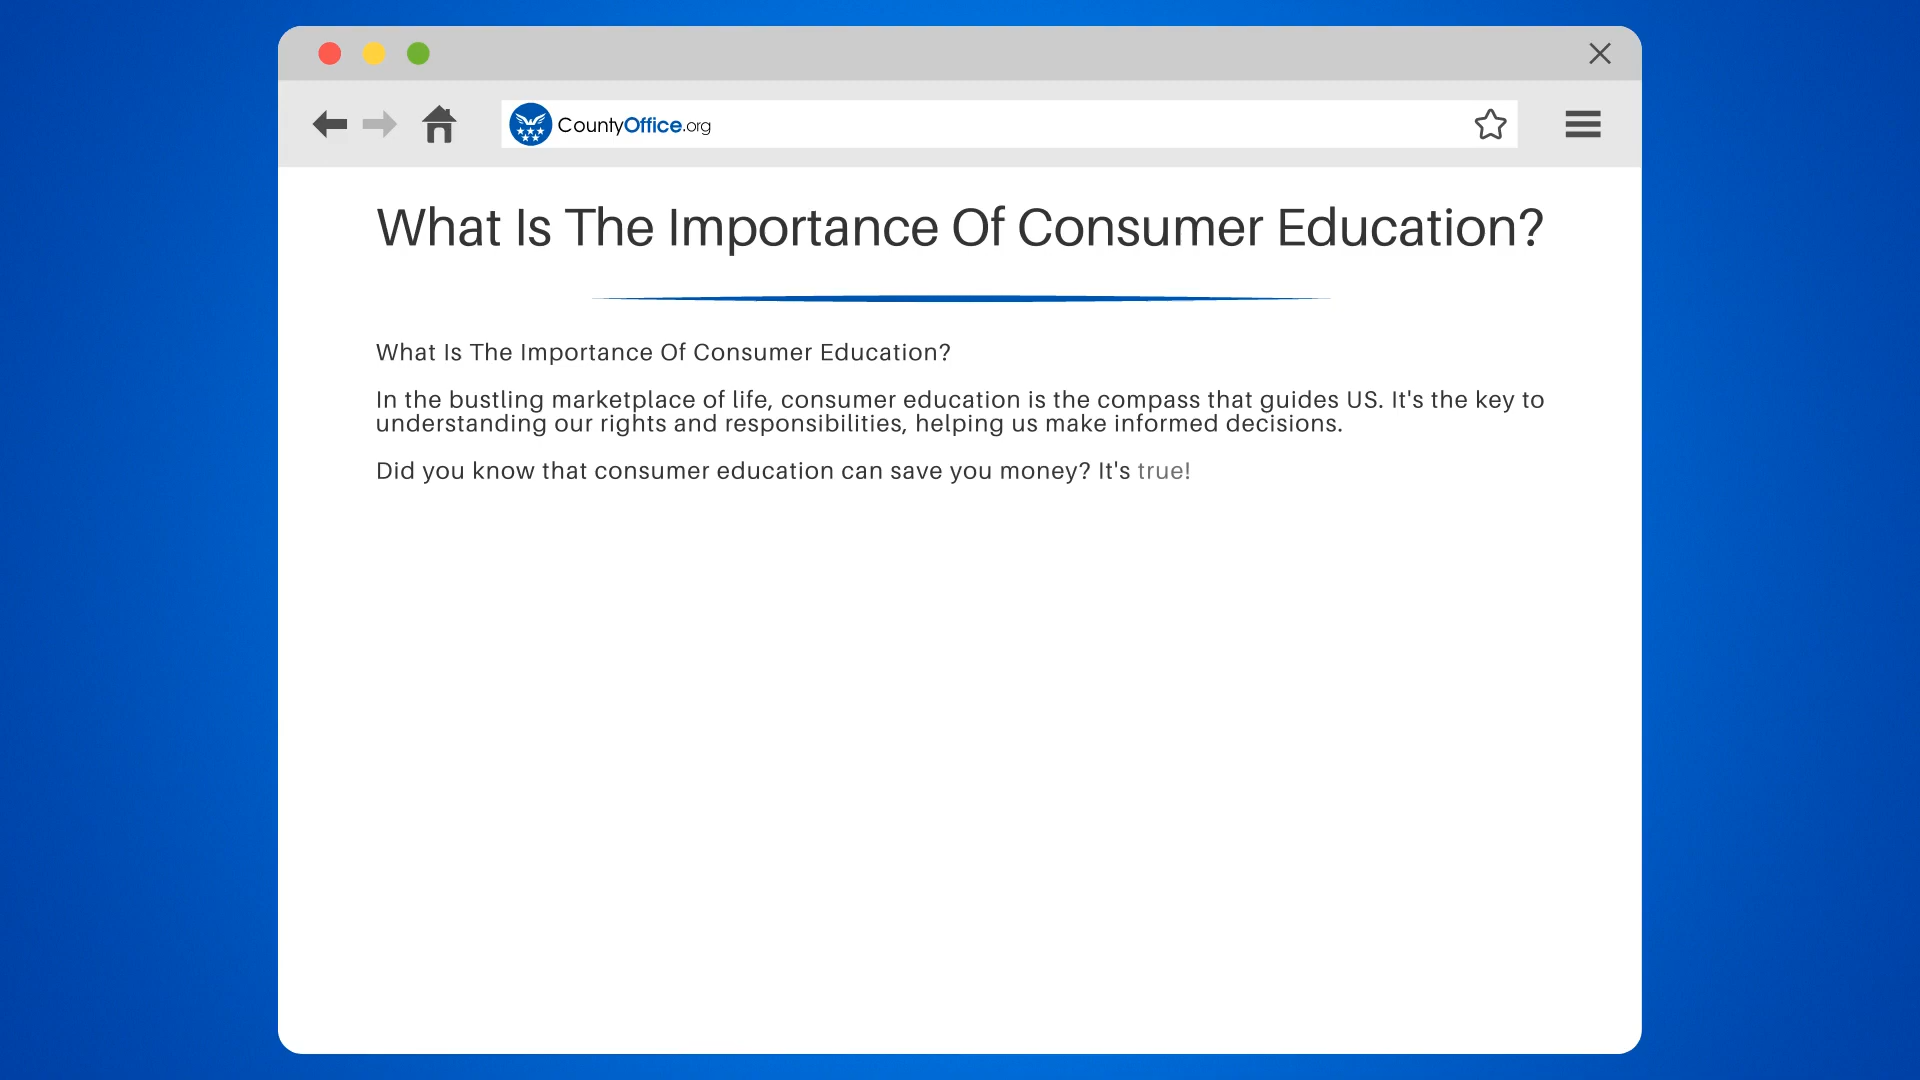 CountyOffice.org
What Is The Importance Of Consumer Education?
What Is The Importance Of Consumer Education?
In the bustling marketplace of life, consumer education is the compass that guides US. It's the key to
understanding our rights and responsibilities, helping us make informed decisions.
Did you know that consumer education can save you money? It's true!